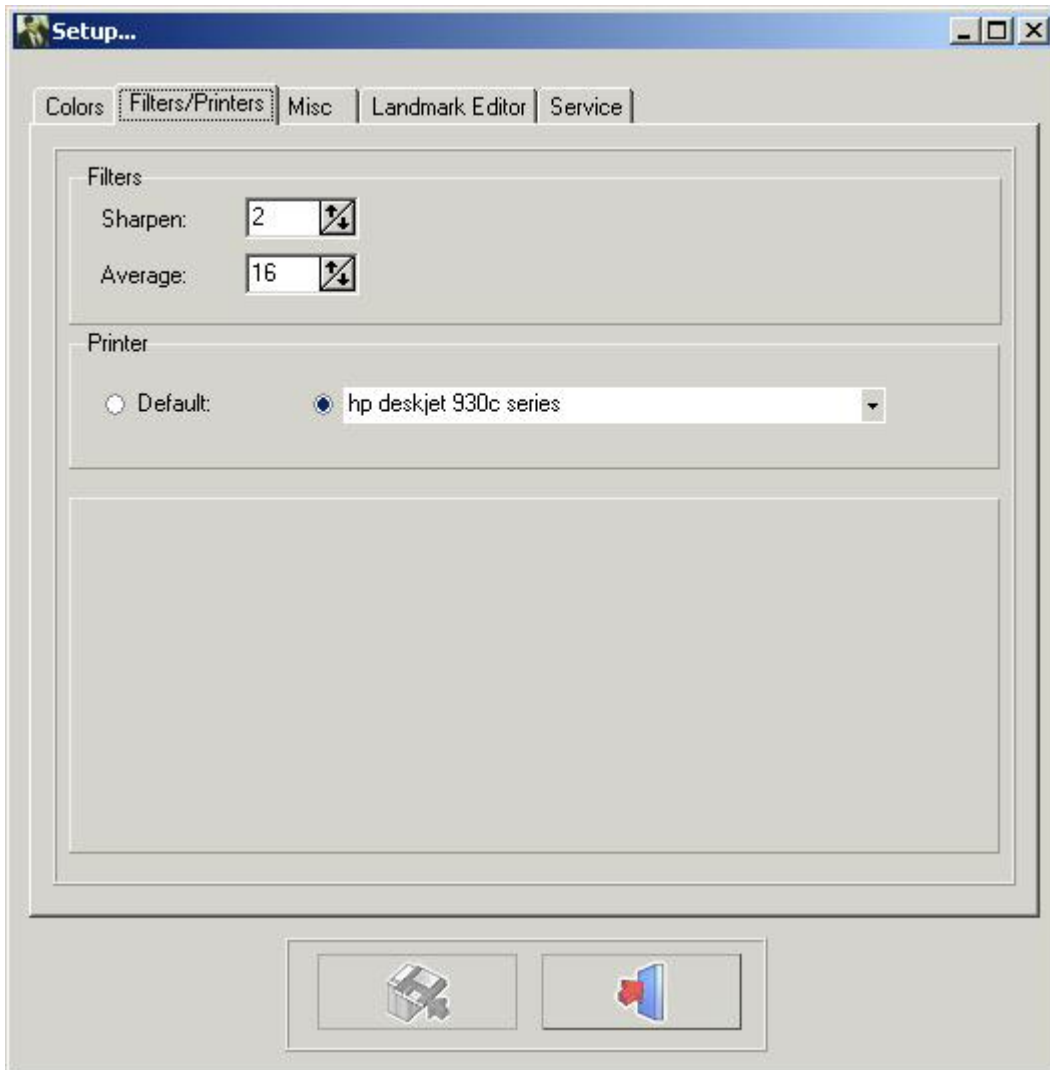 Setup...
Colors Filters/Printers Misc Landmark Editor Service
Filters
Sharpen: 2
Average: 16
Printer
Default: hp deskjet 930c series